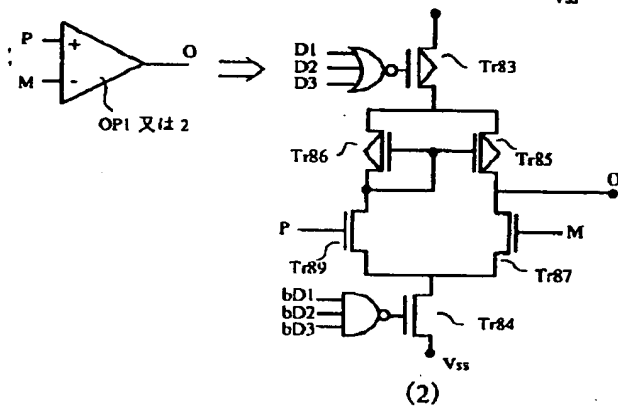 Vss
P
+
O
M
-
OP1 又は 2
D1
D2
D3
Tr83
Tr86
Tr85
O
P
M
Tr89
Tr87
bD1
bD2
bD3
Tr84
Vss
(2)